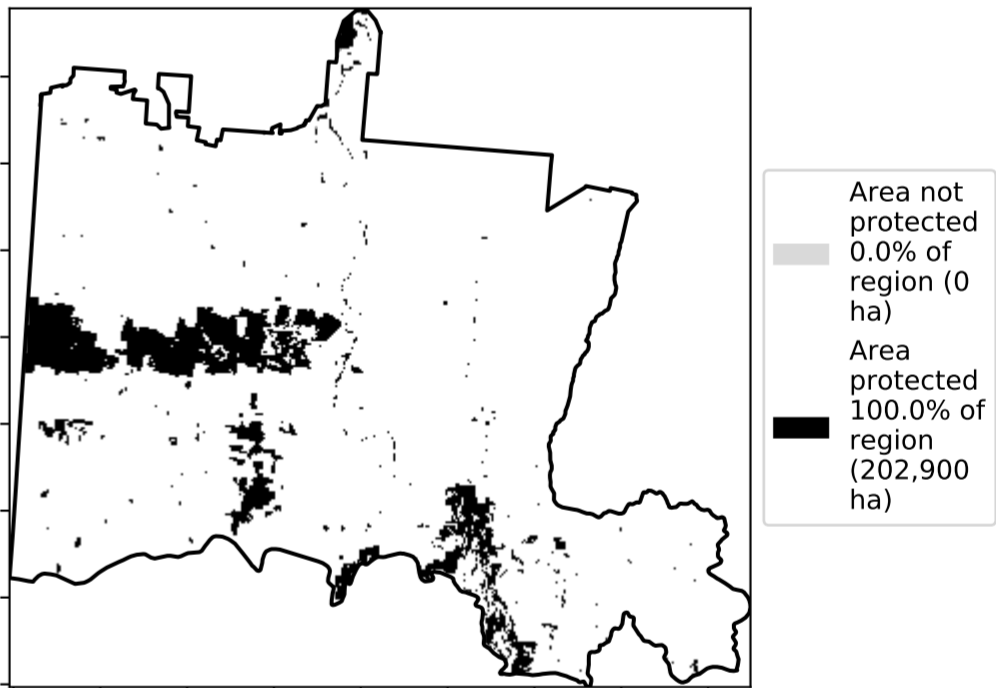 Area not
protected
0.0% of
region (0
ha)
Area
protected
100.0% of
region
(202,900
ha)